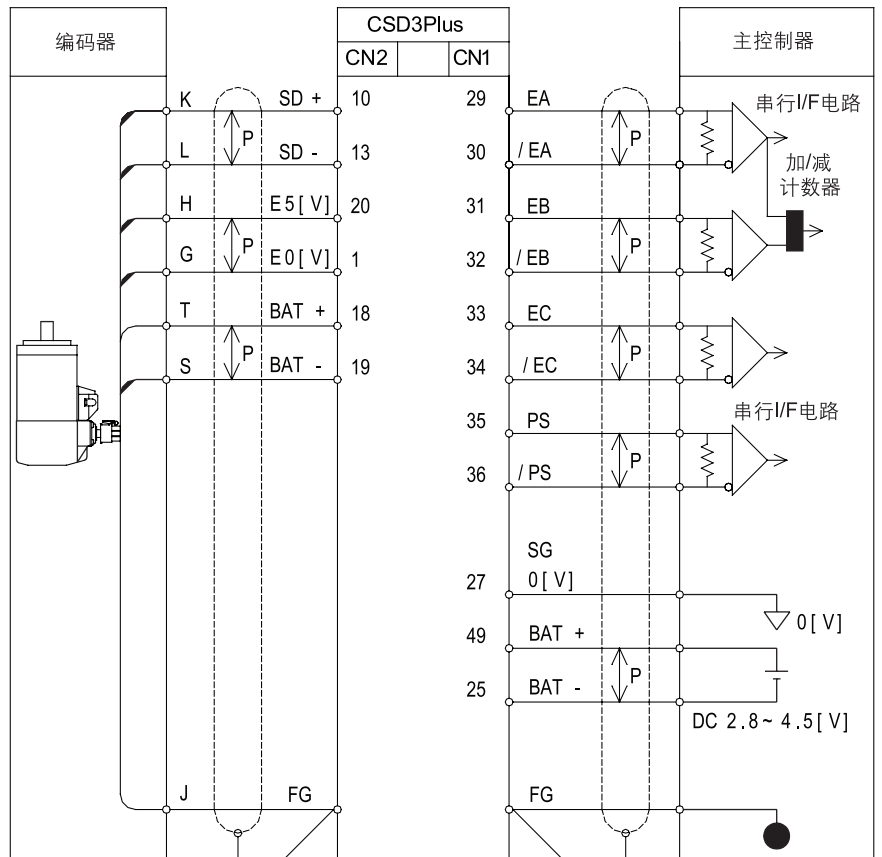 编码器
CSD3Plus
CN2 CN1
主控制器
K SD + 10 29 EA 串行I/F电路
P P
L SD - 13 30 / EA 加/减
计数器
H E5[ V] 20 31 EB
P P
G E0[ V] 1 32 / EB
T BAT + 18 33 EC
P P
S BAT - 19 34 / EC
35 PS 串行I/F电路
P
36 / PS
SG
27 0[ V]
0[ V]
49 BAT +
P
25 BAT -
DC 2.8~ 4.5[ V]
J FG FG